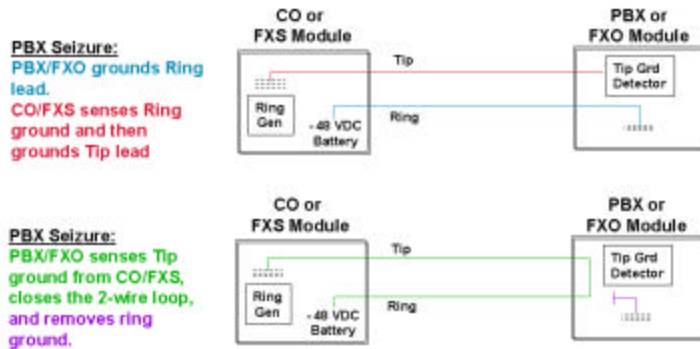 CO or
FXS Module
PBX or
FXO Module
PBX Seizure:
PBX/FXO grounds Ring
lead.
CO/FXS senses Ring
ground and then
grounds Tip lead
Tip
Tip Grd
Detector
Ring
Gen
- 48 VDC
Battery
Ring
CO or
FXS Module
PBX or
FXO Module
PBX Seizure:
PBX/FXO senses Tip
ground from CO/FXS,
closes the 2-wire loop,
and removes ring
ground.
Tip
Tip Grd
Detector
Ring
Gen
- 48 VDC
Battery
Ring